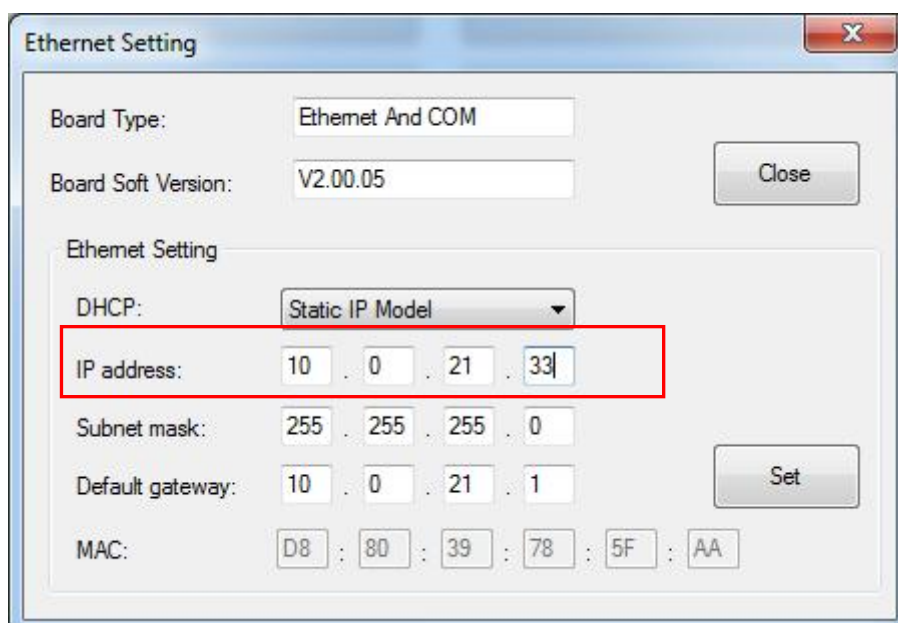 Ethernet Setting
Board Type: Ethernet And COM
Board Soft Version: V2.00.05
Close
Ethernet Setting
DHCP: Static IP Model
IP address: 10 . 0 . 21 . 33
Subnet mask: 255 . 255 . 255 . 0
Default gateway: 10 . 0 . 21 . 1
Set
MAC: D8 : 80 : 39 : 78 : 5F : AA